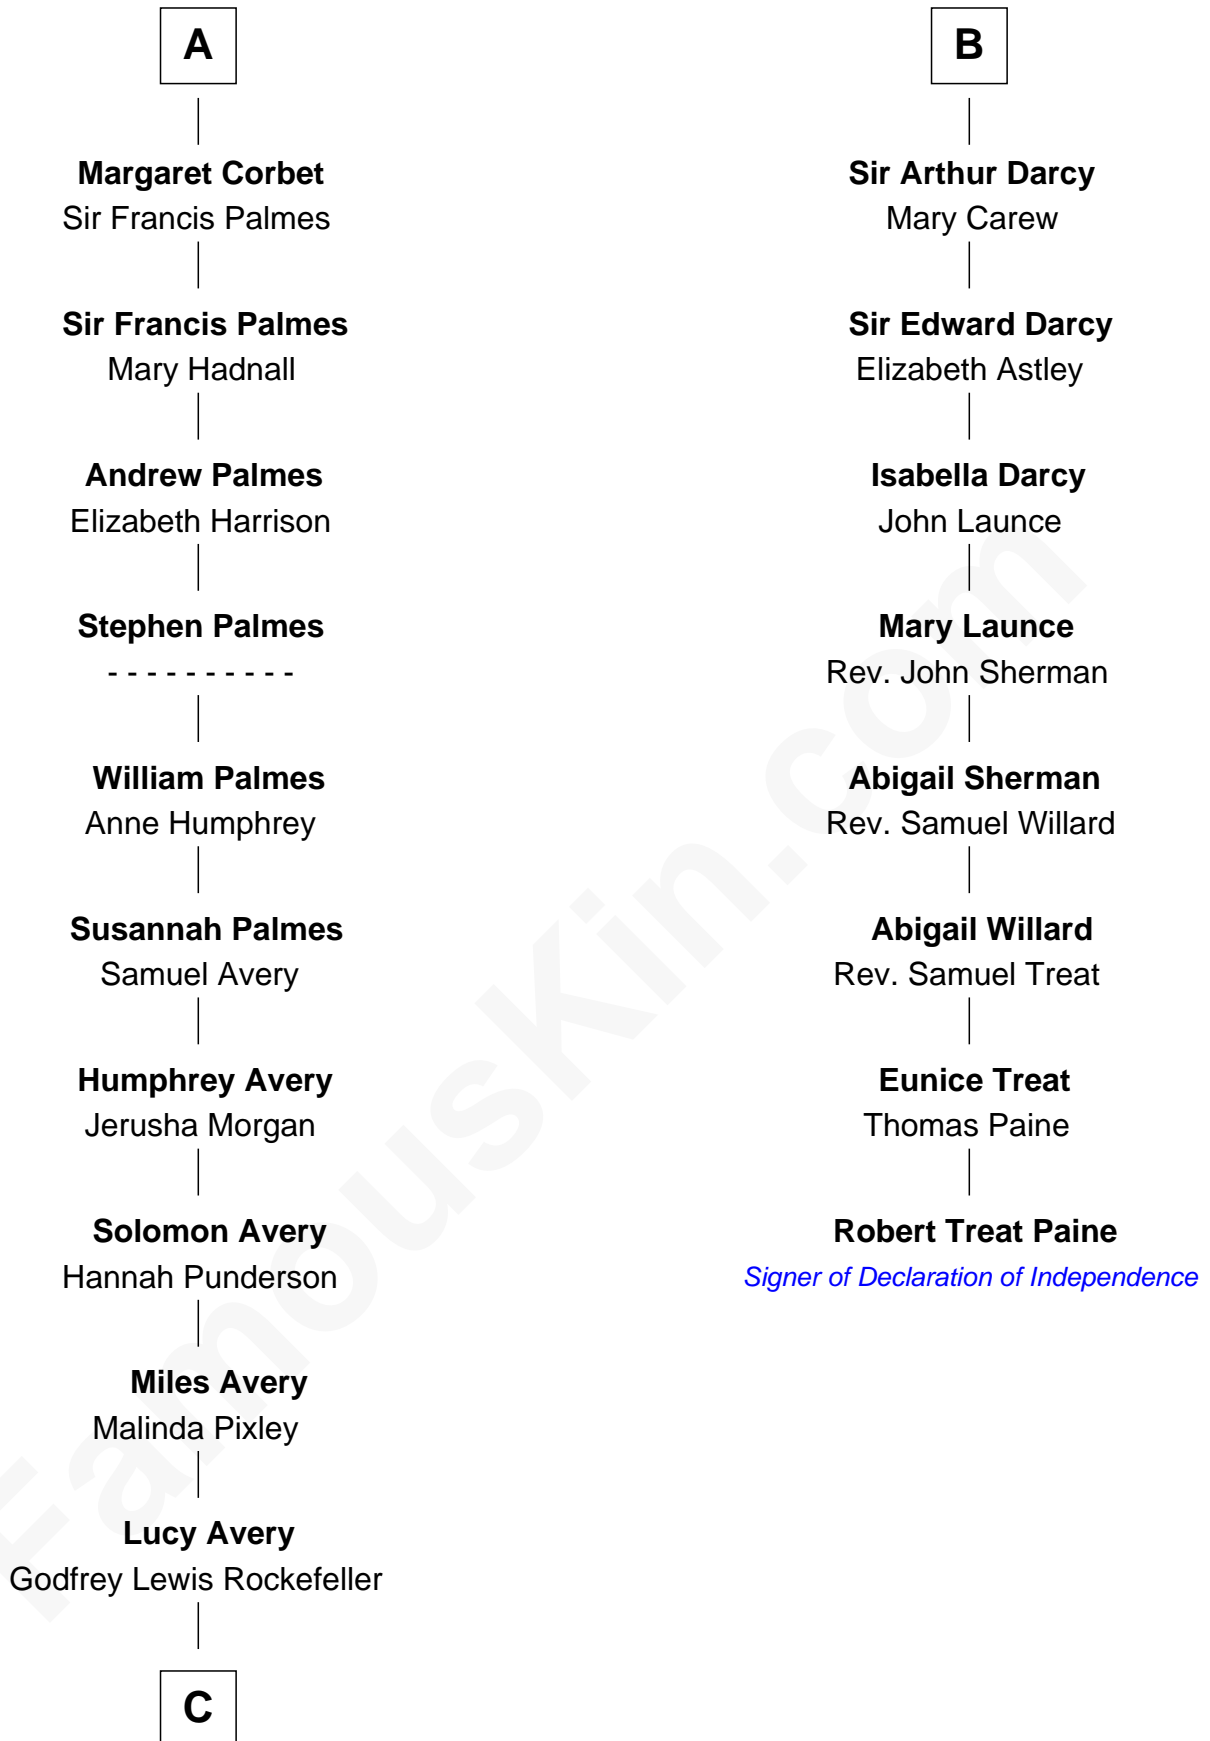 A
Margaret Corbet
Sir Francis Palmes
Sir Francis Palmes
Mary Hadnall
Andrew Palmes
Elizabeth Harrison
Stephen Palmes
- - - - - - - - - -
William Palmes
Anne Humphrey
Susannah Palmes
Samuel Avery
Humphrey Avery
Jerusha Morgan
Solomon Avery
Hannah Punderson
Miles Avery
Malinda Pixley
Lucy Avery
Godfrey Lewis Rockefeller
C
B
Sir Arthur Darcy
Mary Carew
Sir Edward Darcy
Elizabeth Astley
Isabella Darcy
John Launce
Mary Launce
Rev. John Sherman
Abigail Sherman
Rev. Samuel Willard
Abigail Willard
Rev. Samuel Treat
Eunice Treat
Thomas Paine
Robert Treat Paine
Signer of Declaration of Independence
FamousKin.com